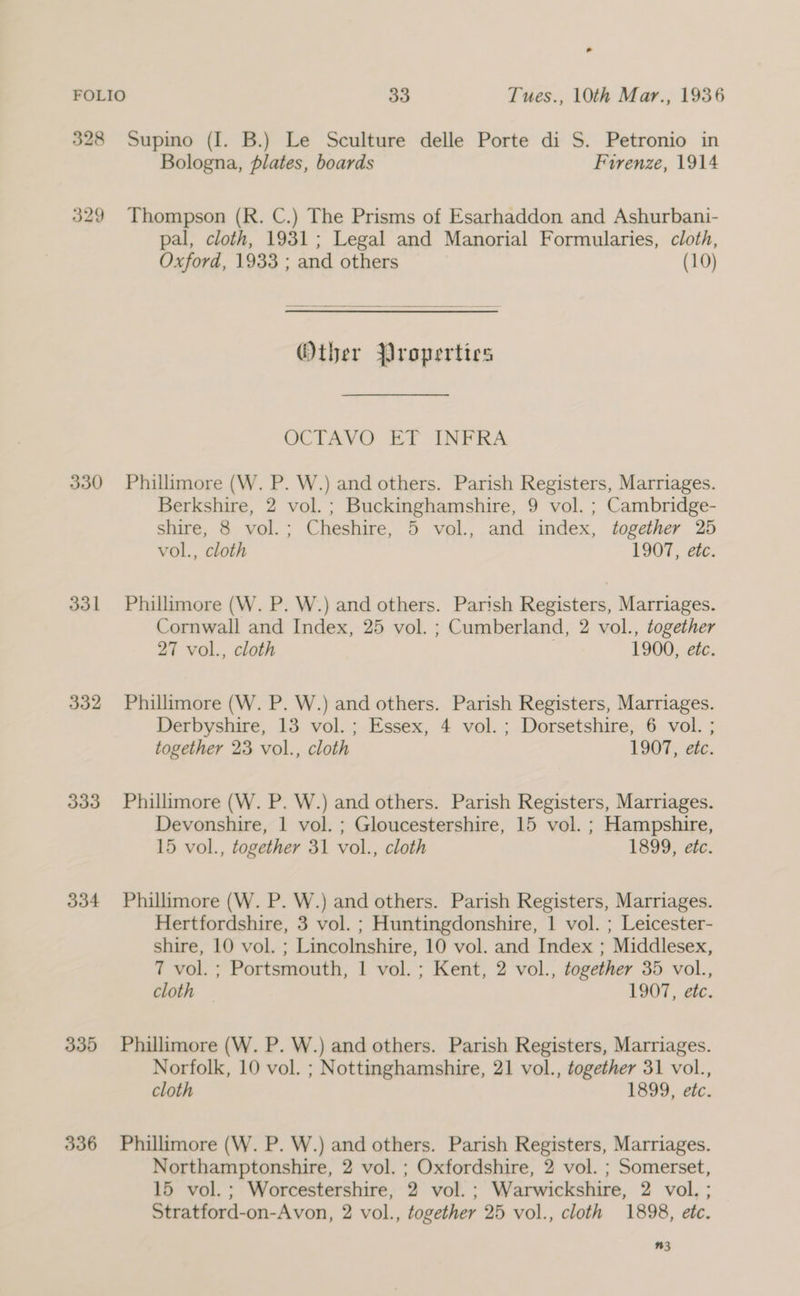 FOLIO 33 Tues., 10th Mar., 1936
328 Supino (I. B.) Le Sculture delle Porte di S. Petronio in
Bologna, plates, boards Firenze, 1914
329 Thompson (R. C.) The Prisms of Esarhaddon and Ashurbani-
pal, cloth, 1931 ; Legal and Manorial Formularies, cloth,
Oxford, 1933 ; and others (10)
Other Properties
OCTAVO ET INFRA
330 Phillimore (W. P. W.) and others. Parish Registers, Marriages.
Berkshire, 2 vol. ; Buckinghamshire, 9 vol. ; Cambridge-
shire, 8 vol. ; Cheshire, 5 vol., and index, together 25
vol., cloth 1907, etc.
331 Phillimore (W. P. W.) and others. Parish Registers, Marriages.
Cornwall and Index, 25 vol. ; Cumberland, 2 vol., together
27 vol., cloth 1900, etc.
332 Phillimore (W. P. W.) and others. Parish Registers, Marriages.
Derbyshire, 13 vol. ; Essex, 4 vol. ; Dorsetshire, 6 vol. ;
together 23 vol., cloth 1907, etc.
333 Phillimore (W. P. W.) and others. Parish Registers, Marriages.
Devonshire, 1 vol. ; Gloucestershire, 15 vol. ; Hampshire,
15 vol., together 31 vol., cloth 1899, etc.
334 Phillimore (W. P. W.) and others. Parish Registers, Marriages.
Hertfordshire, 3 vol. ; Huntingdonshire, 1 vol. ; Leicester-
shire, 10 vol. ; Lincolnshire, 10 vol. and Index ; Middlesex,
7 vol. ; Portsmouth, 1 vol. ; Kent, 2 vol., together 35 vol.,
cloth 1907, etc.
335 Phillimore (W. P. W.) and others. Parish Registers, Marriages.
Norfolk, 10 vol. ; Nottinghamshire, 21 vol., together 31 vol.,
cloth 1899, etc.
336 Phillimore (W. P. W.) and others. Parish Registers, Marriages.
Northamptonshire, 2 vol. ; Oxfordshire, 2 vol. ; Somerset,
15 vol. ; Worcestershire, 2 vol. ; Warwickshire, 2 vol. ;
Stratford-on-Avon, 2 vol., together 25 vol., cloth 1898, etc.
n3